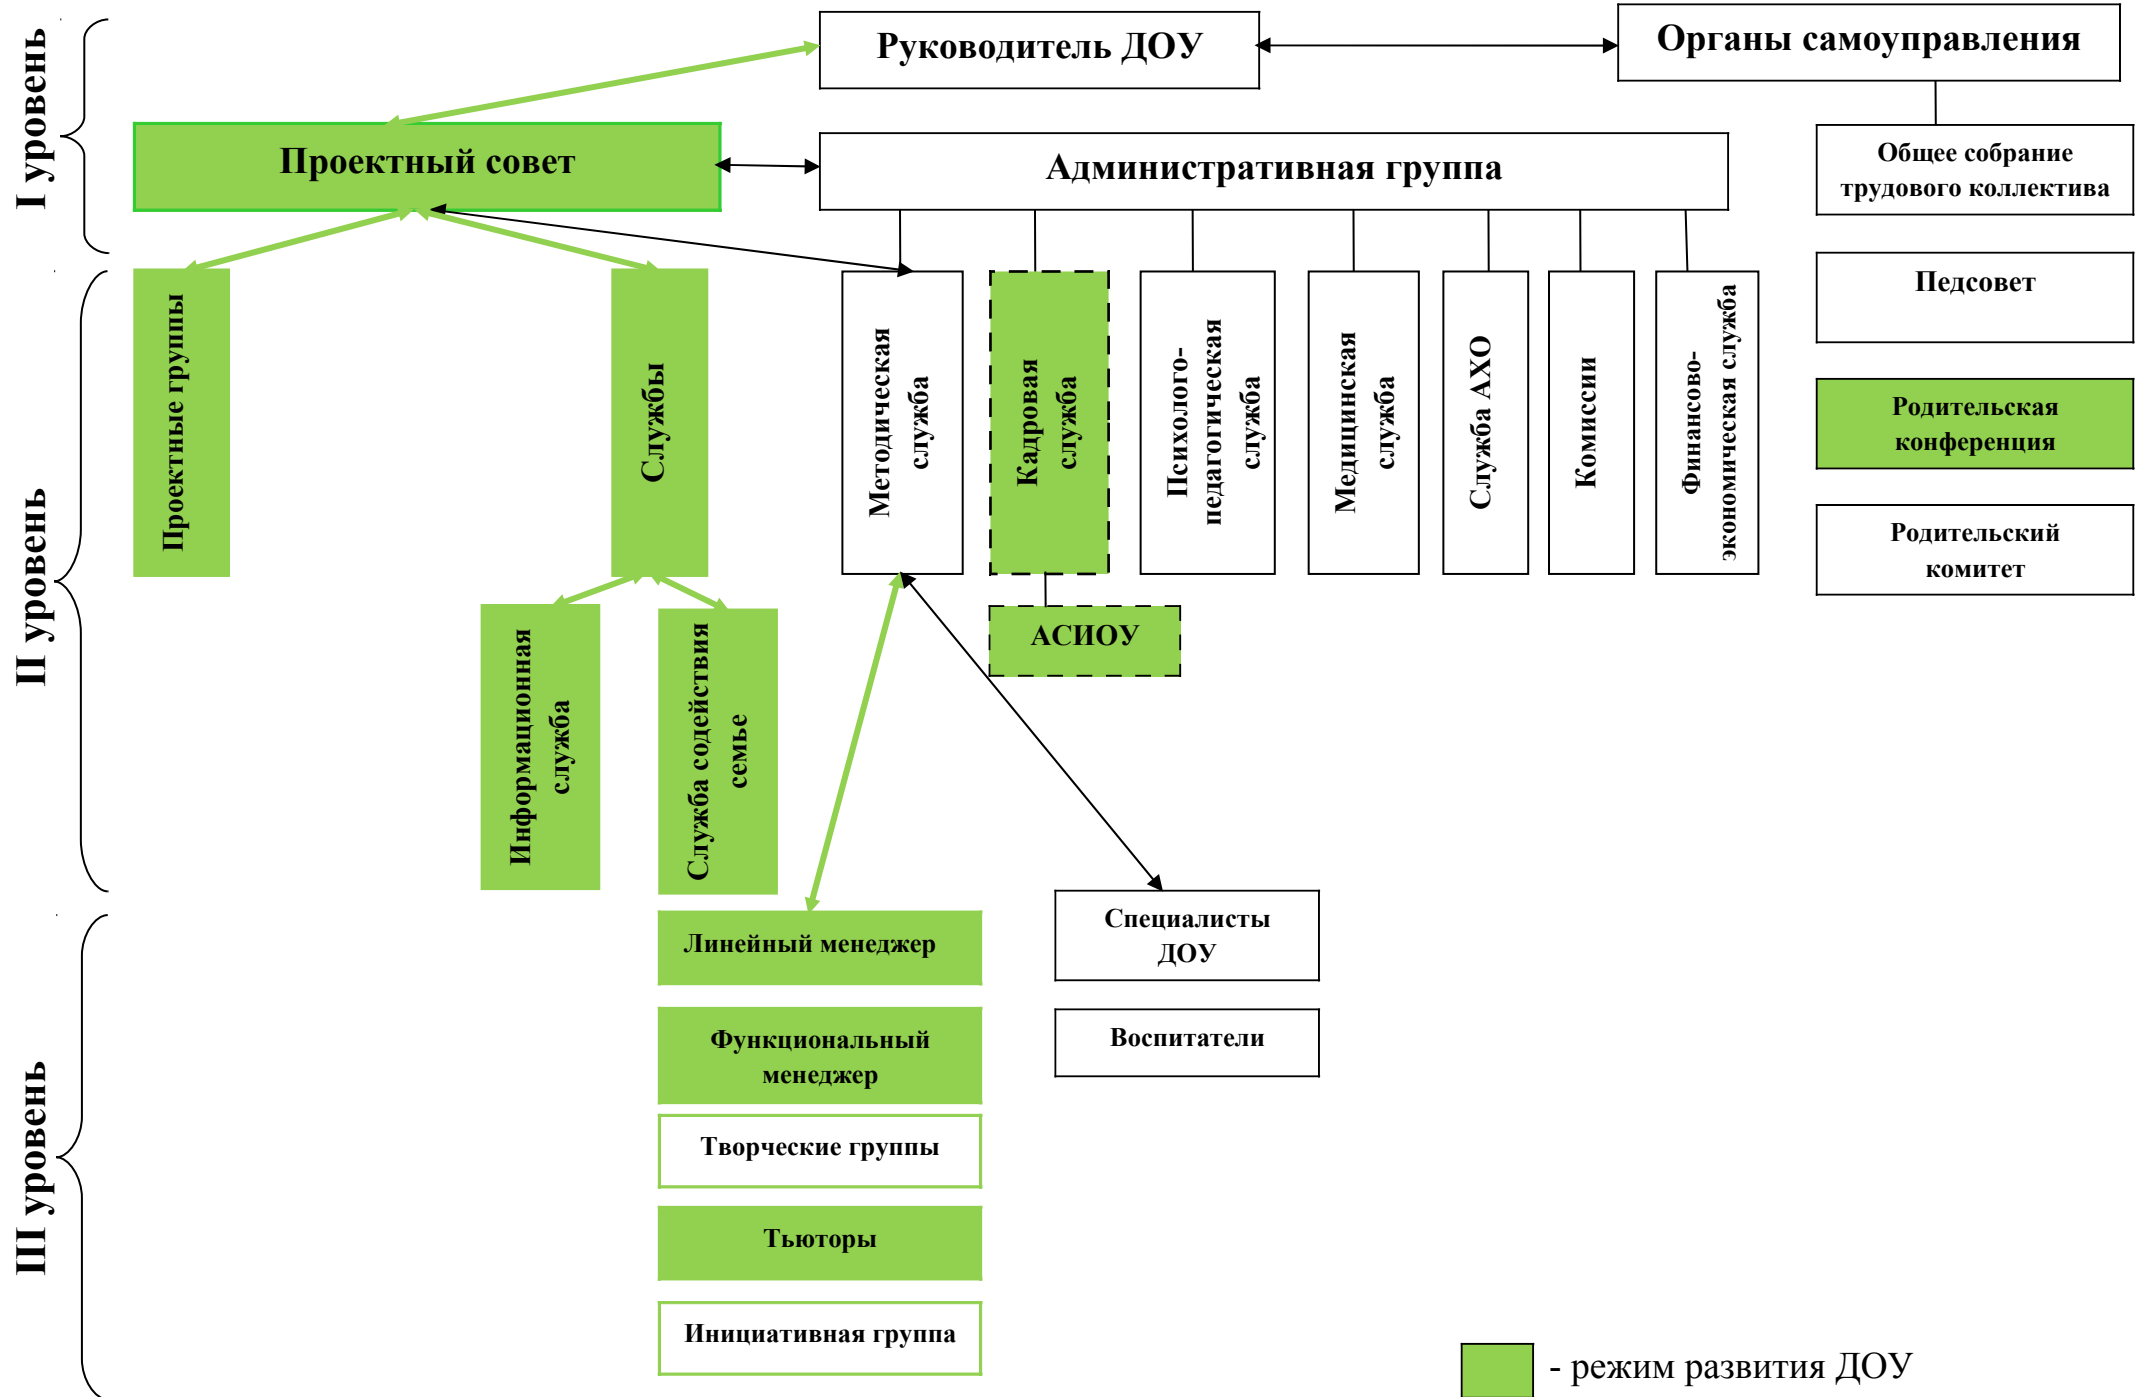 I уровень
Руководитель ДОУ
Органы самоуправления
Проектный совет
Административная группа
Общее собрание
трудового коллектива
II уровень
Проектные группы
Службы
Методическая
служба
Кадровая
служба
Психолого-
педагогическая
служба
Медицинская
служба
Служба АХО
Комиссии
Финансово-
экономическая служба
Педсовет
Родительская
конференция
Родительский
комитет
Информационная
служба
Служба содействия
семье
АСИОУ
III уровень
Линейный менеджер
Функциональный
менеджер
Творческие группы
Тьюторы
Инициативная группа
Специалисты
ДОУ
Воспитатели
- режим развития ДОУ